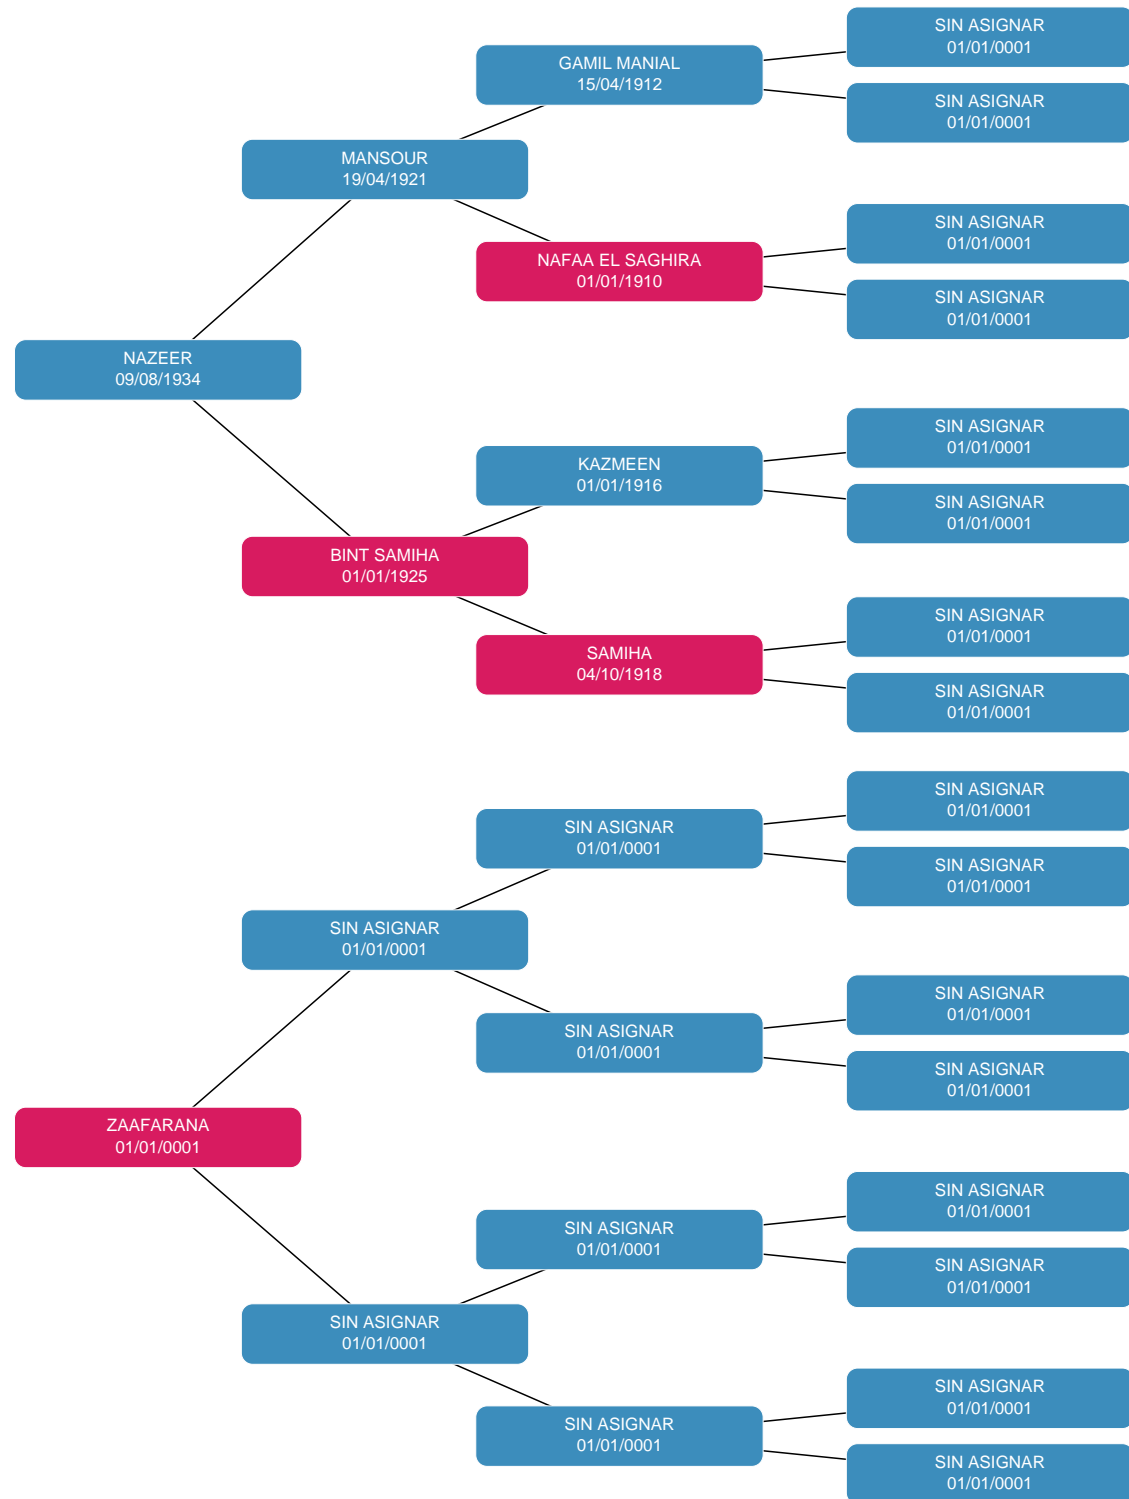 SIN ASIGNAR
01/01/0001
GAMIL MANIAL
15/04/1912
SIN ASIGNAR
01/01/0001
MANSOUR
19/04/1921
SIN ASIGNAR
01/01/0001
NAFAA EL SAGHIRA
01/01/1910
SIN ASIGNAR
01/01/0001
NAZEER
09/08/1934
SIN ASIGNAR
01/01/0001
KAZMEEN
01/01/1916
SIN ASIGNAR
01/01/0001
BINT SAMIHA
01/01/1925
SIN ASIGNAR
01/01/0001
SAMIHA
04/10/1918
SIN ASIGNAR
01/01/0001
SIN ASIGNAR
01/01/0001
SIN ASIGNAR
01/01/0001
SIN ASIGNAR
01/01/0001
SIN ASIGNAR
01/01/0001
SIN ASIGNAR
01/01/0001
SIN ASIGNAR
01/01/0001
SIN ASIGNAR
01/01/0001
ZAAFARANA
01/01/0001
SIN ASIGNAR
01/01/0001
SIN ASIGNAR
01/01/0001
SIN ASIGNAR
01/01/0001
SIN ASIGNAR
01/01/0001
SIN ASIGNAR
01/01/0001
SIN ASIGNAR
01/01/0001
SIN ASIGNAR
01/01/0001